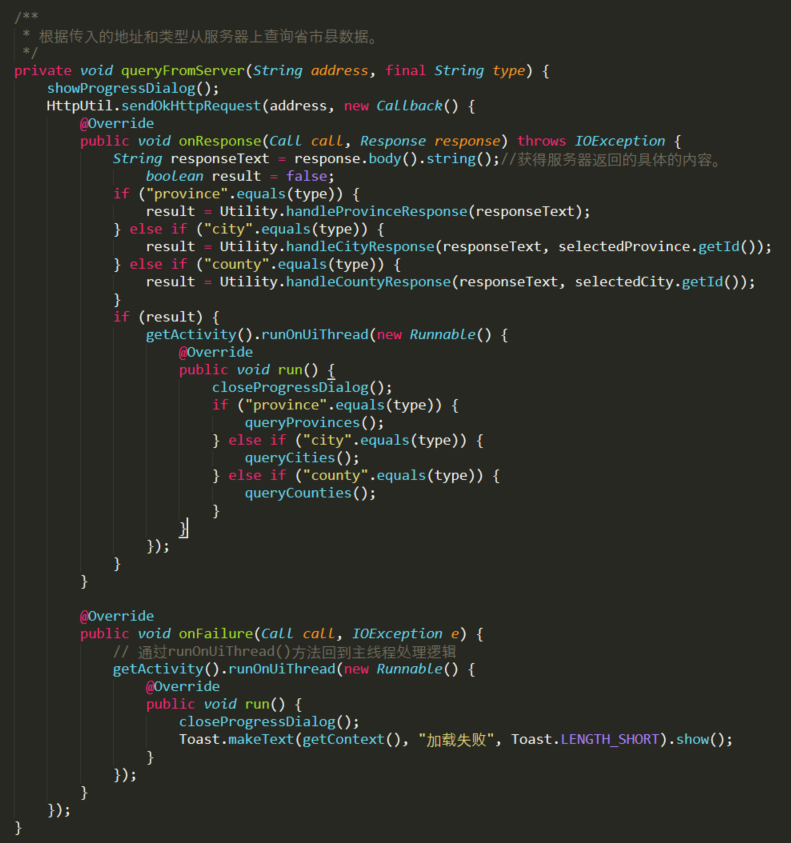 /**
 * 根据传入的地址和类型从服务器上查询省市县数据。
 */
private void queryFromServer(String address, final String type) {
    showProgressDialog();
    HttpUtil.sendOkHttpRequest(address, new Callback() {
        @Override
        public void onResponse(Call call, Response response) throws IOException {
            String responseText = response.body().string();//获得服务器返回的具体的内容。
                boolean result = false;
            if ("province".equals(type)) {
                result = Utility.handleProvinceResponse(responseText);
            } else if ("city".equals(type)) {
                result = Utility.handleCityResponse(responseText, selectedProvince.getId());
            } else if ("county".equals(type)) {
                result = Utility.handleCountyResponse(responseText, selectedCity.getId());
            }
            if (result) {
                getActivity().runOnUiThread(new Runnable() {
                    @Override
                    public void run() {
                        closeProgressDialog();
                        if ("province".equals(type)) {
                            queryProvinces();
                        } else if ("city".equals(type)) {
                            queryCities();
                        } else if ("county".equals(type)) {
                            queryCounties();
                        }
                    }
                });
            }
        }

        @Override
        public void onFailure(Call call, IOException e) {
            // 通过runOnUiThread()方法回到主线程处理逻辑
            getActivity().runOnUiThread(new Runnable() {
                @Override
                public void run() {
                    closeProgressDialog();
                    Toast.makeText(getContext(), "加载失败", Toast.LENGTH_SHORT).show();
                }
            });
        }
    });
}